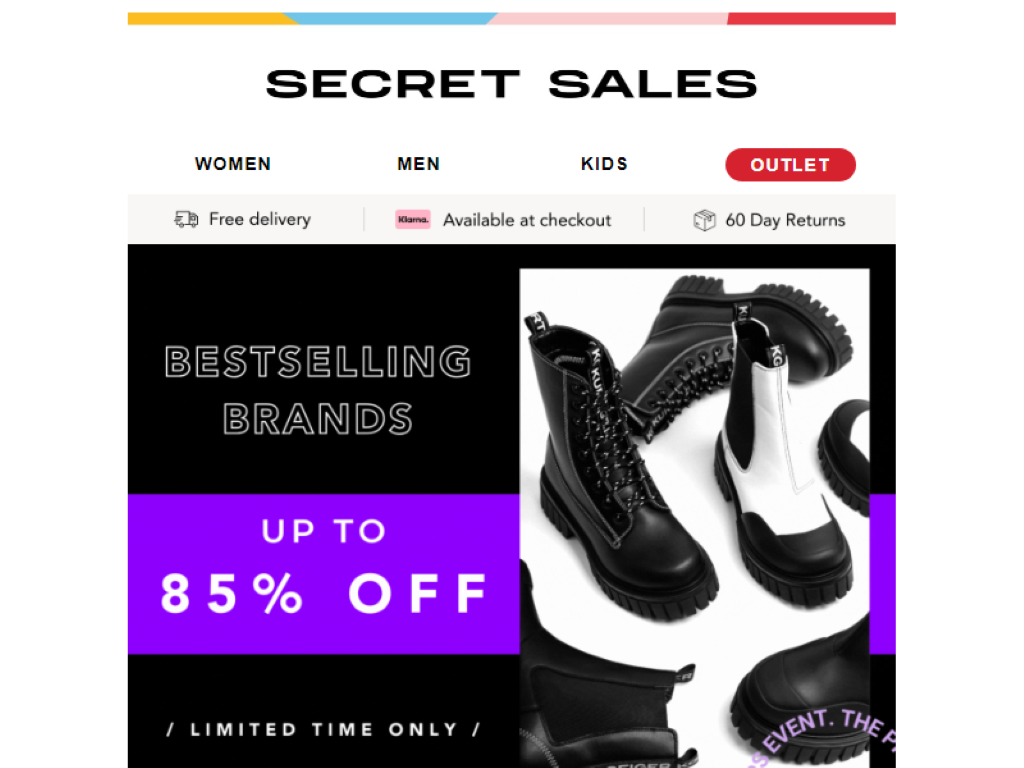 SECRET SALES
WOMEN MEN KIDS OUTLET
Free delivery Klarna. Available at checkout 60 Day Returns
BESTSELLING
BRANDS
UP TO
85% OFF
/ LIMITED TIME ONLY /
KG
EVENT. THE